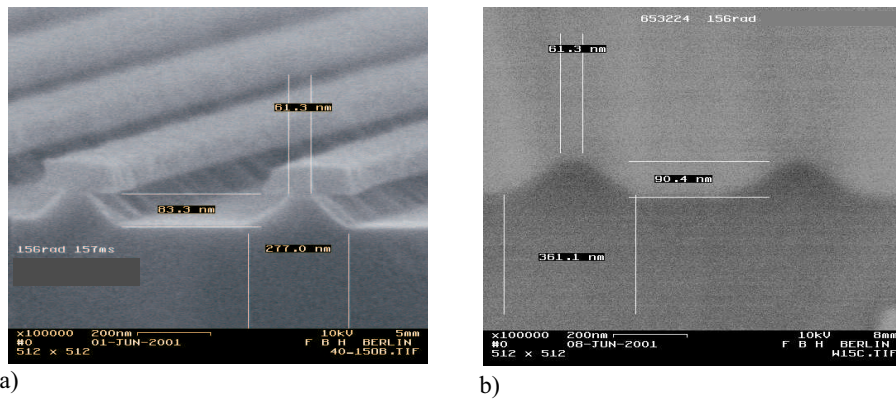 61.3 nm
83.3 nm
277.0 nm
15Grad 157ms
x100000 200nm 10kV 5mm
#0 01-JUN-2001 F B H BERLIN
512 x 512 40-150B.TIF
a)
653224 15Grad
61.3 nm
90.4 nm
361.1 nm
x100000 200nm 10kV 8mm
#0 08-JUN-2001 F B H BERLIN
512 x 512 W15C.TIF
b)